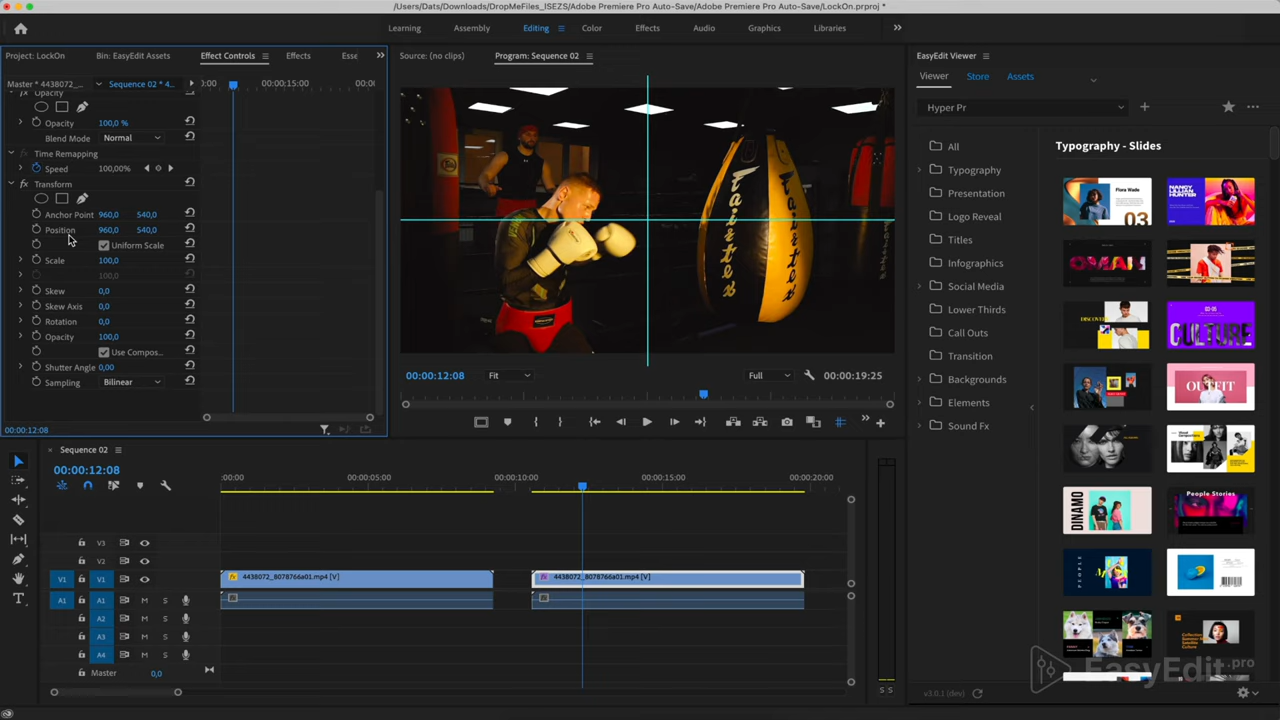 /Users/Dats/Downloads/DropMeFiles_ISEZS/Adobe Premiere Pro Auto-Save/Adobe Premiere Pro Auto-Save/LockOn.prproj *
Learning Assembly Editing Color Effects Audio Graphics Libraries
Project: LockOn Bin: EasyEdit Assets Effect Controls Effects Esse
Master * 4438072_... Sequence 02 * 4... :00 00:00:15:00
Opacity
Opacity 100,0 %
Blend Mode Normal
Time Remapping
Speed 100,00%
Transform
Anchor Point 960,0 540,0
Position 960,0 540,0
Uniform Scale
Scale 100,0
100,0
Skew 0,0
Skew Axis 0,0
Rotation 0,0
Opacity 100,0
Use Compos...
Shutter Angle 0,00
Sampling Bilinear
00:00:12:08
Source: (no clips) Program: Sequence 02
Fairtex
Fairtex
00:00:12:08 Fit Full 00:00:19:25
EasyEdit Viewer
Viewer Store Assets
Hyper Pr
All
Typography
Presentation
Logo Reveal
Titles
Infographics
Social Media
Lower Thirds
Call Outs
Transition
Backgrounds
Elements
Sound Fx
Typography - Slides
Flora Wade
03
NANCY
OMAR
DISCOVER
CULTURE
OUTFIT
DINAMO
People Stories
v3.0.1 (dev)
EasyEdit.pro
Sequence 02
00:00:12:08
:00:00 00:00:05:00 00:00:10:00 00:00:15:00 00:00:20:00
V3
V2
V1 V1 4438072_8078766a01.mp4 [V] 4438072_8078766a01.mp4 [V]
A1 A1 M S
A2 M S
A3 M S
A4 M S
Master 0,0
S S